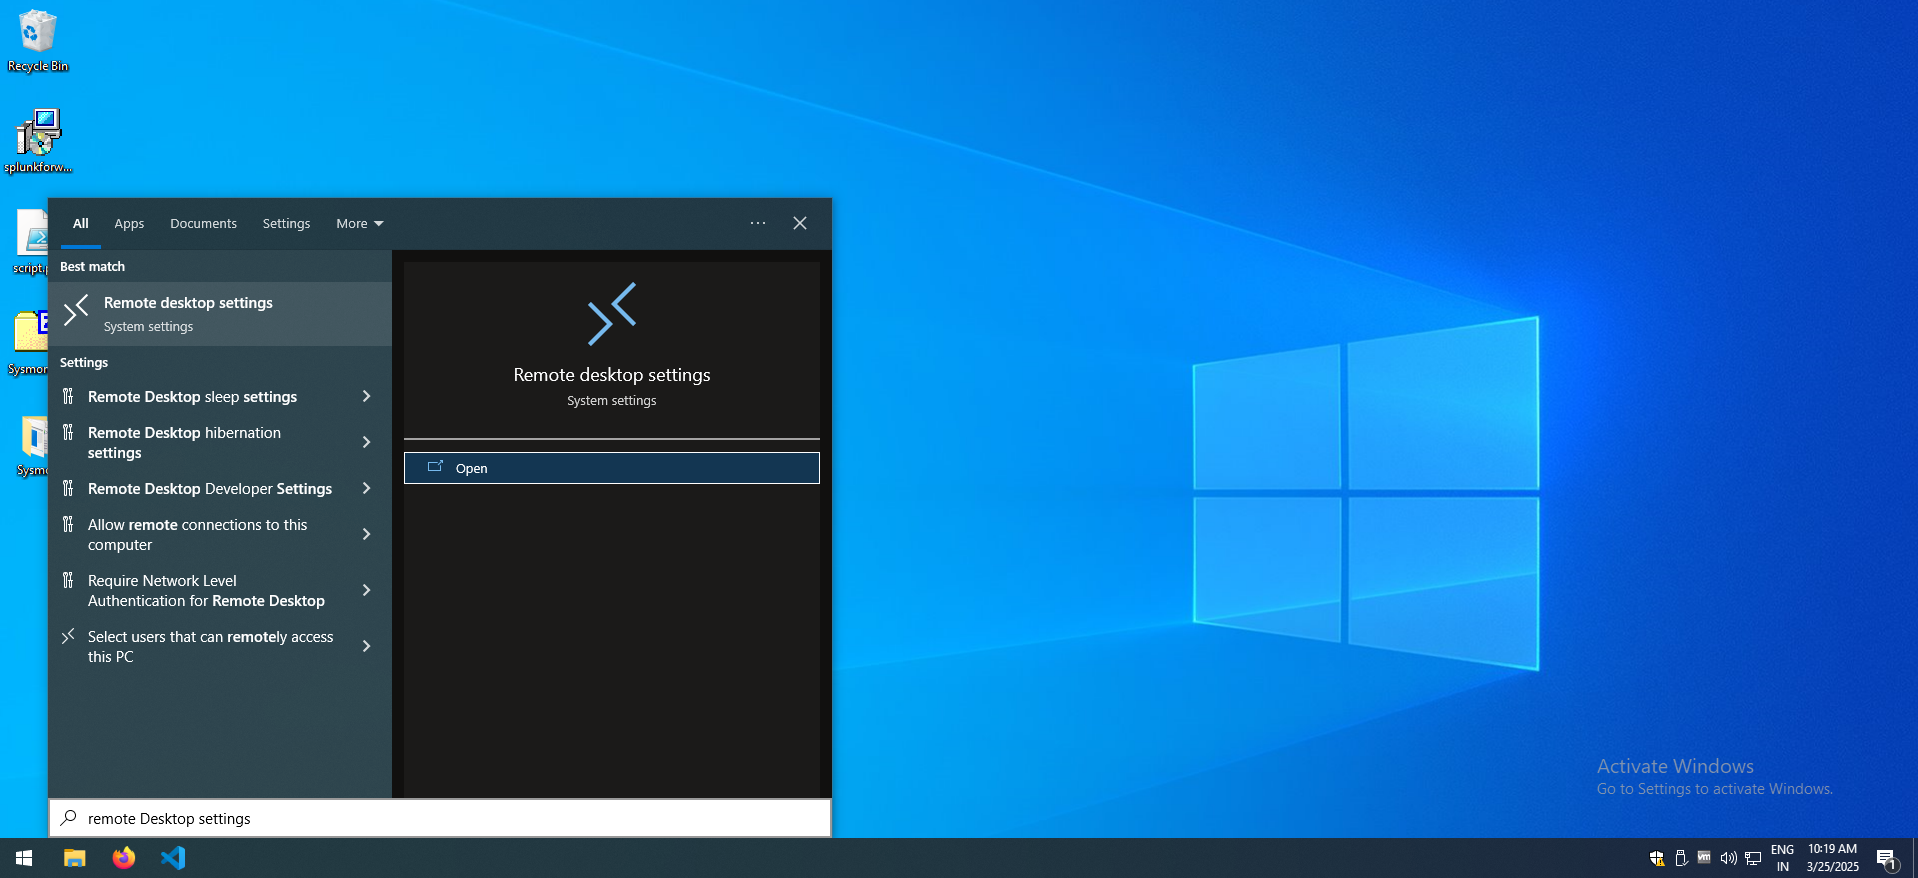 Recycle Bin
splunkforw...
script.p
Sysmon
Sysmo
All
Apps
Documents
Settings
More
Best match
Remote desktop settings
System settings
Settings
Remote Desktop sleep settings
Remote Desktop hibernation
settings
Remote Desktop Developer Settings
Allow remote connections to this
computer
Require Network Level
Authentication for Remote Desktop
Select users that can remotely access
this PC
Remote desktop settings
System settings
Open
remote Desktop settings
Activate Windows
Go to Settings to activate Windows.
vm
ENG
IN
10:19 AM
3/25/2025
1